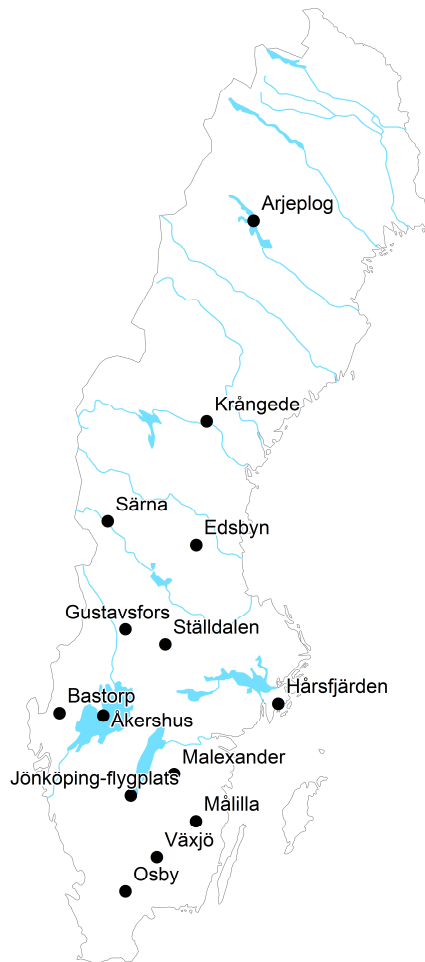 Arjeplog
Krångede
Särna
Edsbyn
Gustavsfors
Ställdalen
Hårsfjärden
Bastorp
Åkershus
Malexander
Jönköping-flygplats
Målilla
Växjö
Osby